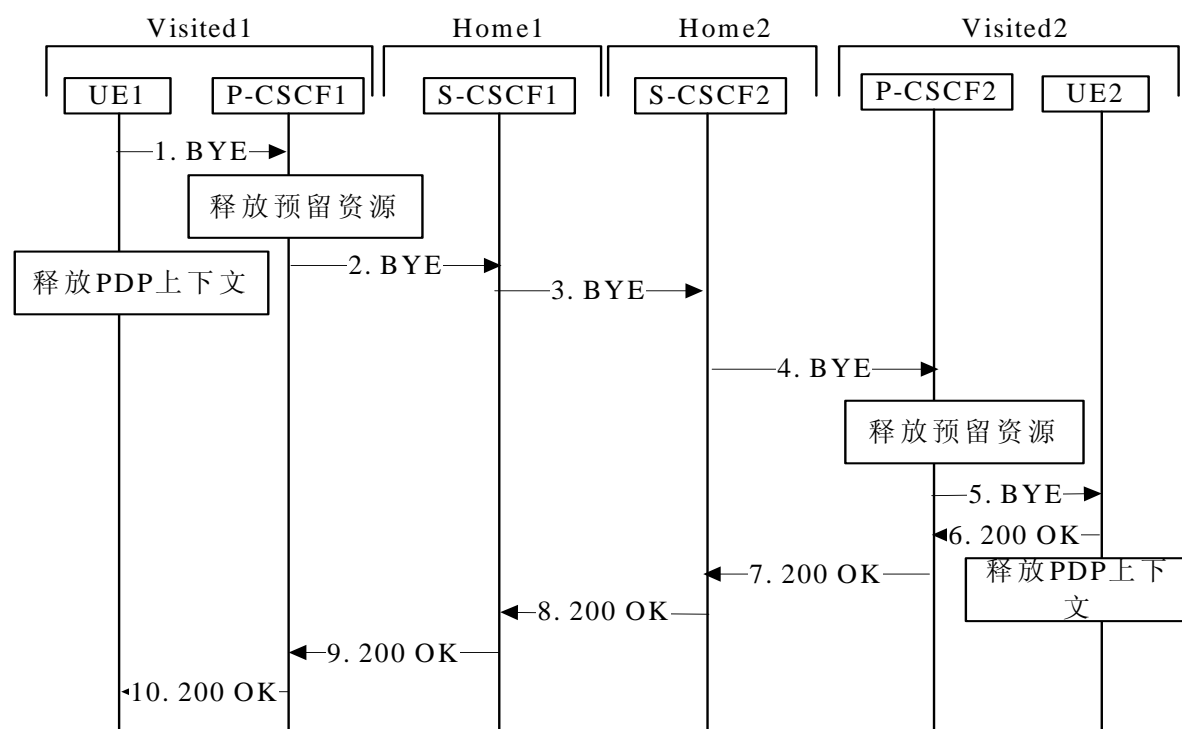 Visited1 Home1 Home2 Visited2
UE1 P-CSCF1 S-CSCF1 S-CSCF2 P-CSCF2 UE2
1. BYE
释放预留资源
释放PDP上下文
2. BYE
3. BYE
4. BYE
释放预留资源
5. BYE
6. 200 OK
释放PDP上下
文
7. 200 OK
8. 200 OK
9. 200 OK
10. 200 OK